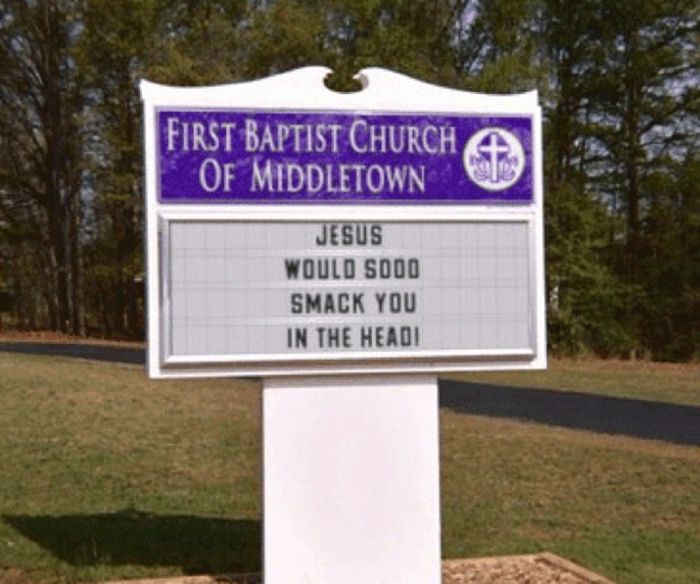 FIRST BAPTIST CHURCH
OF MIDDLETOWN
JESUS
WOULD SOOO
SMACK YOU
IN THE HEAD!